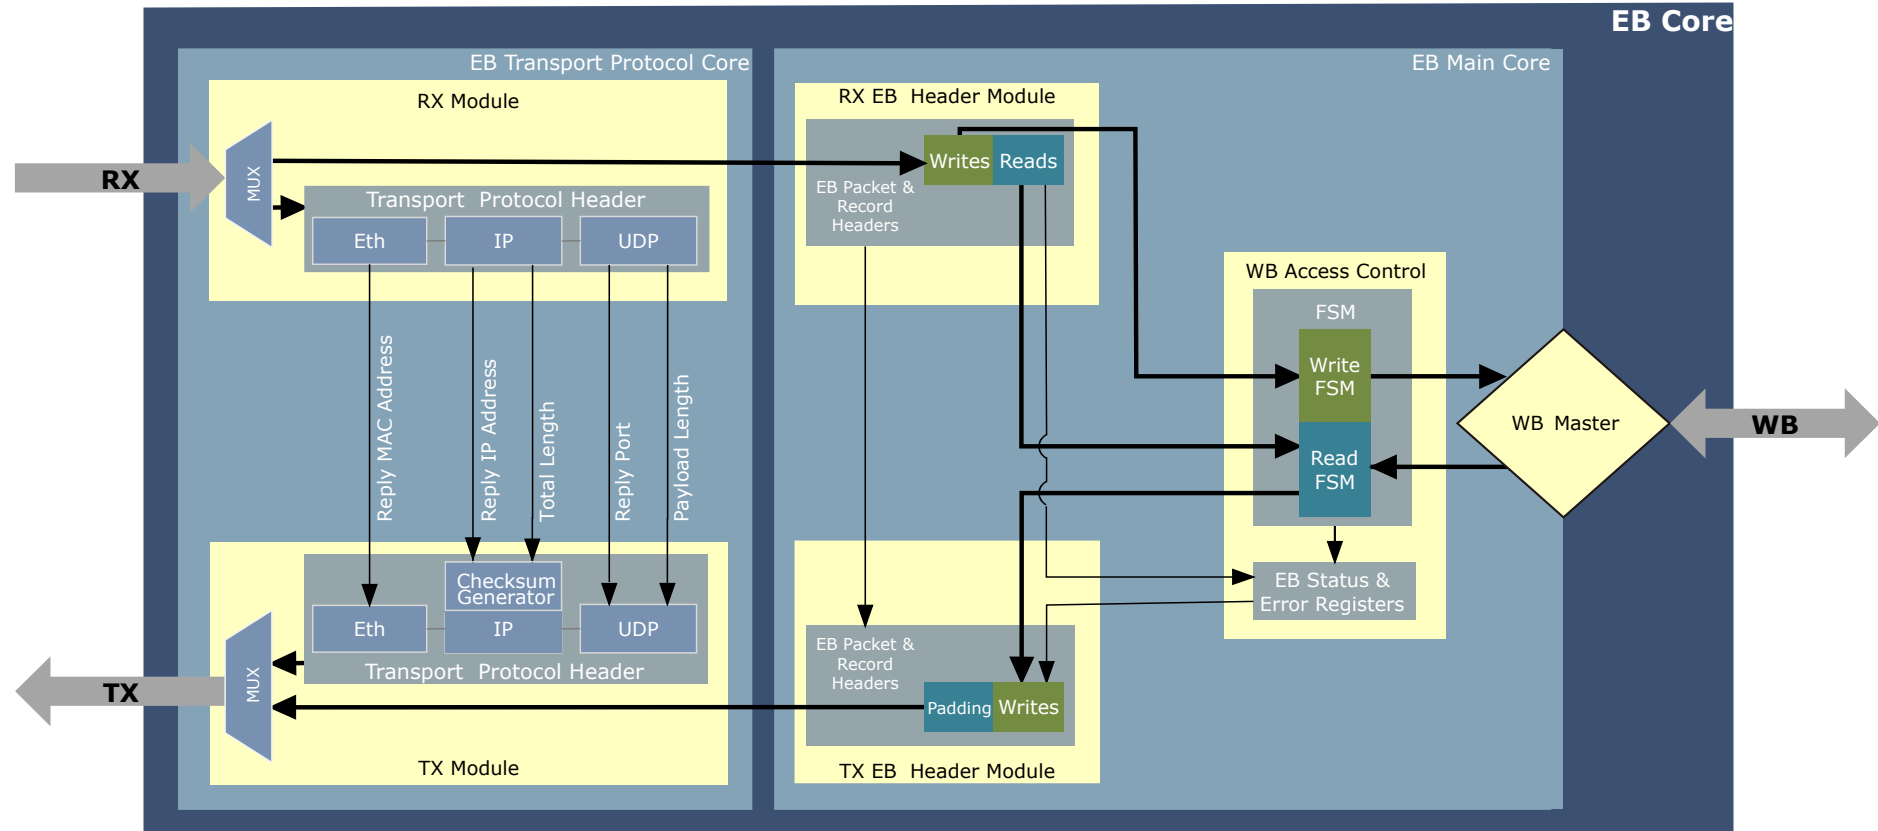 EB Core
EB Transport Protocol Core
EB Main Core
RX Module
RX EB Header Module
MUX
RX
Transport Protocol Header
Eth
IP
UDP
Writes
Reads
EB Packet &
Record
Headers
WB Access Control
FSM
Write
FSM
Read
FSM
WB Master
WB
Reply MAC Address
Reply IP Address
Total Length
Reply Port
Payload Length
EB Status &
Error Registers
Checksum
Generator
Eth
IP
UDP
Transport Protocol Header
MUX
TX
TX Module
EB Packet &
Record
Headers
Padding
Writes
TX EB Header Module